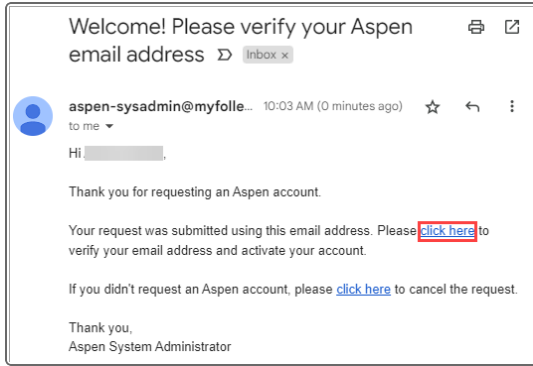 Welcome! Please verify your Aspen
email address Inbox ×
aspen-sysadmin@myfolle... 10:03 AM (0 minutes ago)
to me
Hi ,
Thank you for requesting an Aspen account.
Your request was submitted using this email address. Please click here to
verify your email address and activate your account.
If you didn't request an Aspen account, please click here to cancel the request.
Thank you,
Aspen System Administrator